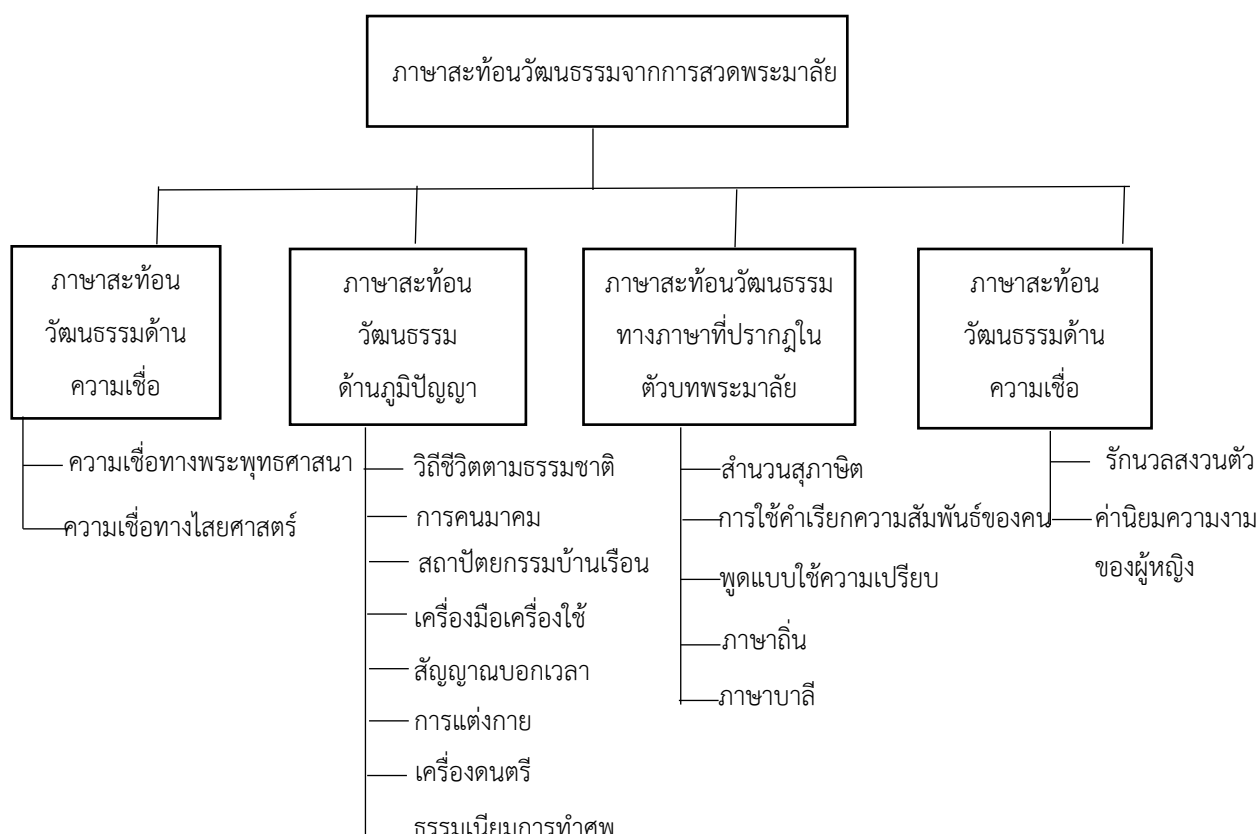 ภาษาสะท้อนวัฒนธรรมจากการสวดพระมาลัย
ภาษาสะท้อน
วัฒนธรรมด้าน
ความเชื่อ
ความเชื่อทางพระพุทธศาสนา
ความเชื่อทางไสยศาสตร์
ภาษาสะท้อน
วัฒนธรรม
ด้านภูมิปัญญา
วิถีชีวิตตามธรรมชาติ
การคนมาคม
สถาปัตยกรรมบ้านเรือน
เครื่องมือเครื่องใช้
สัญญาณบอกเวลา
การแต่งกาย
เครื่องดนตรี
ธรรมเนียมการทำศพ
ภาษาสะท้อนวัฒนธรรม
ทางภาษาที่ปรากฎใน
ตัวบทพระมาลัย
สำนวนสุภาษิต
การใช้คำเรียกความสัมพันธ์ของคน
พูดแบบใช้ความเปรียบ
ภาษาถิ่น
ภาษาบาลี
ภาษาสะท้อน
วัฒนธรรมด้าน
ความเชื่อ
รักนวลสงวนตัว
ค่านิยมความงาม
ของผู้หญิง